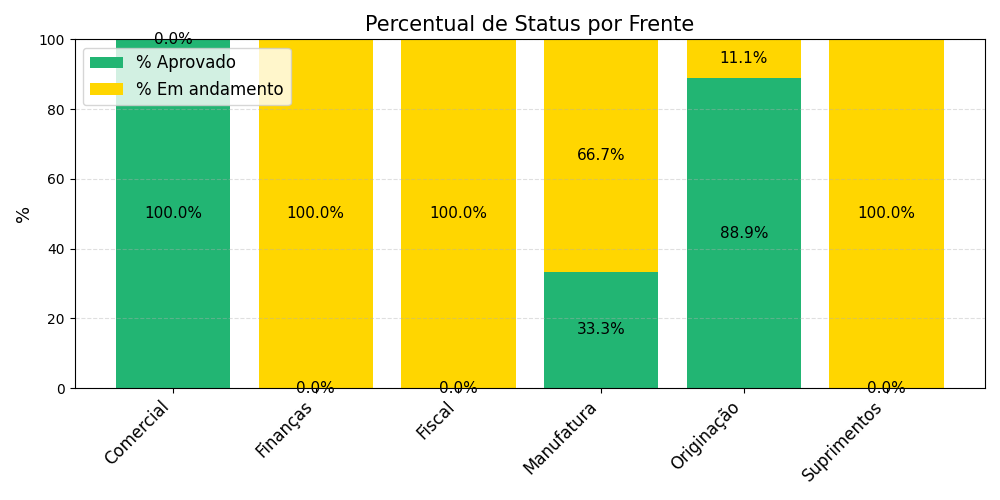 Percentual de Status por Frente
100
80
60
40
20
0
%
% Aprovado
% Em andamento
0.0%
100.0%
100.0%
0.0%
100.0%
0.0%
66.7%
33.3%
11.1%
88.9%
100.0%
0.0%
Comercial
Finanças
Fiscal
Manufatura
Originação
Suprimentos